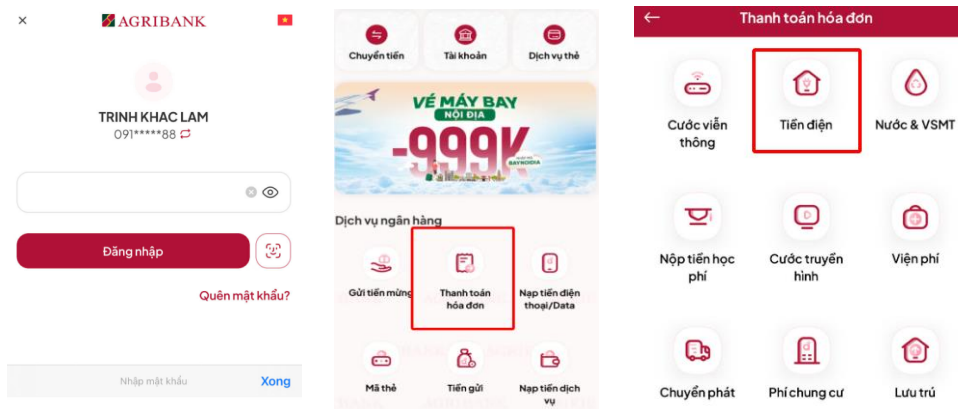 AGRIBANK
TRINH KHAC LAM
091*****88
Đăng nhập
Quên mật khẩu?
Nhập mật khẩu
Xong
Chuyển tiền
Tài khoản
Dịch vụ thẻ
VÉ MÁY BAY
NỘI ĐỊA
-999K
BAYNOIDIA
Dịch vụ ngân hàng
Gửi tiền mừng
Thanh toán
hóa đơn
Nạp tiền điện
thoại/Data
Mã thẻ
Tiền gửi
Nạp tiền dịch
vụ
Thanh toán hóa đơn
Cước viễn
thông
Tiền điện
Nước & VSMT
Nộp tiền học
phí
Cước truyền
hình
Viện phí
Chuyển phát
Phí chung cư
Lưu trú